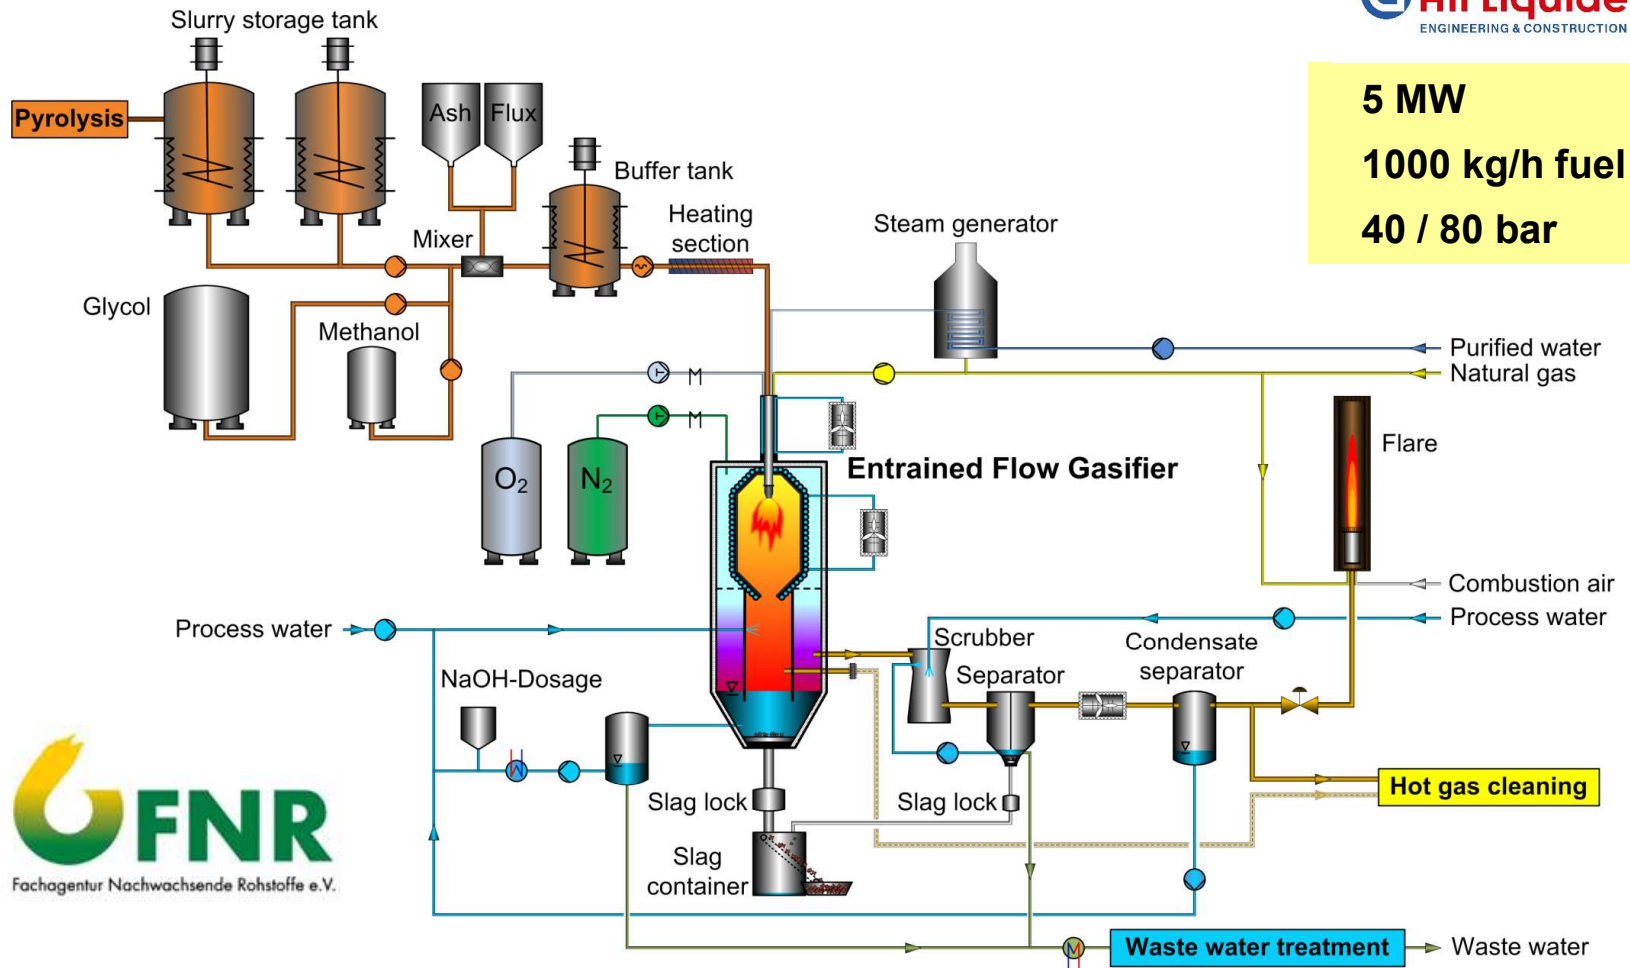 Slurry storage tank
Air Liquide
ENGINEERING & CONSTRUCTION
5 MW
1000 kg/h fuel
40 / 80 bar
Pyrolysis
Ash
Flux
Buffer tank
Heating
section
Mixer
Steam generator
Glycol
Methanol
Purified water
Natural gas
Flare
O₂
N₂
Entrained Flow Gasifier
Combustion air
Process water
Process water
Scrubber
Separator
Condensate
separator
NaOH-Dosage
Slag lock
Slag lock
Hot gas cleaning
Slag
container
FNR
Fachagentur Nachwachsende Rohstoffe e.V.
Waste water treatment
Waste water